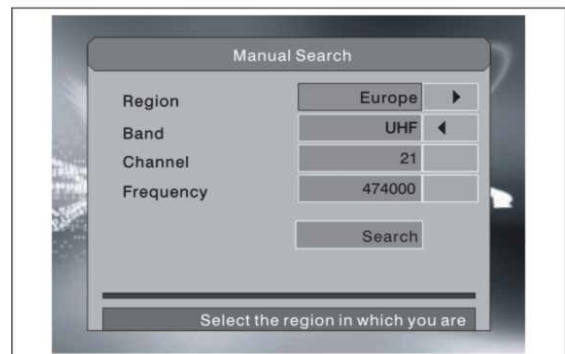 Manual Search
Region Europe
Band UHF
Channel 21
Frequency 474000
Search
Select the region in which you are